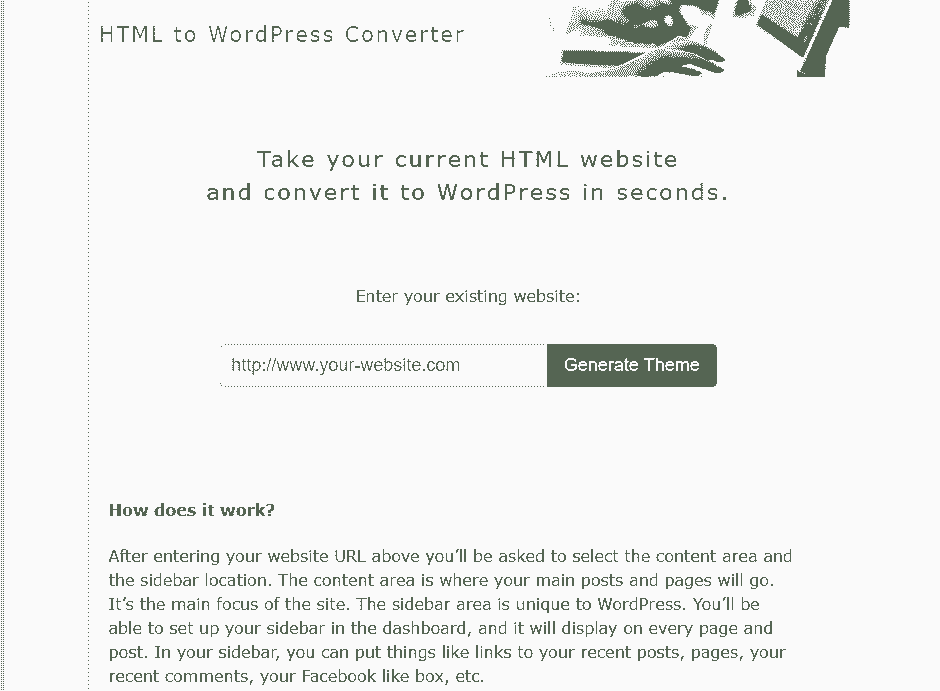 HTML to WordPress Converter
Take your current HTML website
and convert it to WordPress in seconds.
Enter your existing website:
http://www.your-website.com
Generate Theme
How does it work?
After entering your website URL above you’ll be asked to select the content area and
the sidebar location. The content area is where your main posts and pages will go.
It’s the main focus of the site. The sidebar area is unique to WordPress. You’ll be
able to set up your sidebar in the dashboard, and it will display on every page and
post. In your sidebar, you can put things like links to your recent posts, pages, your
recent comments, your Facebook like box, etc.